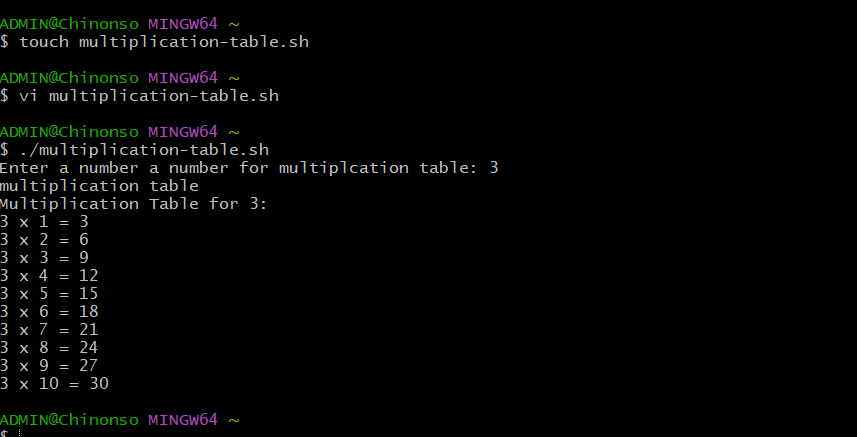 ADMIN@Chinonso MINGW64 ~
$ touch multiplication-table.sh
ADMIN@Chinonso MINGW64 ~
$ vi multiplication-table.sh
ADMIN@Chinonso MINGW64 ~
$ ./multiplication-table.sh
Enter a number a number for multiplcation table: 3
multiplication table
Multiplication Table for 3:
3 x 1 = 3
3 x 2 = 6
3 x 3 = 9
3 x 4 = 12
3 x 5 = 15
3 x 6 = 18
3 x 7 = 21
3 x 8 = 24
3 x 9 = 27
3 x 10 = 30
ADMIN@Chinonso MINGW64 ~
$